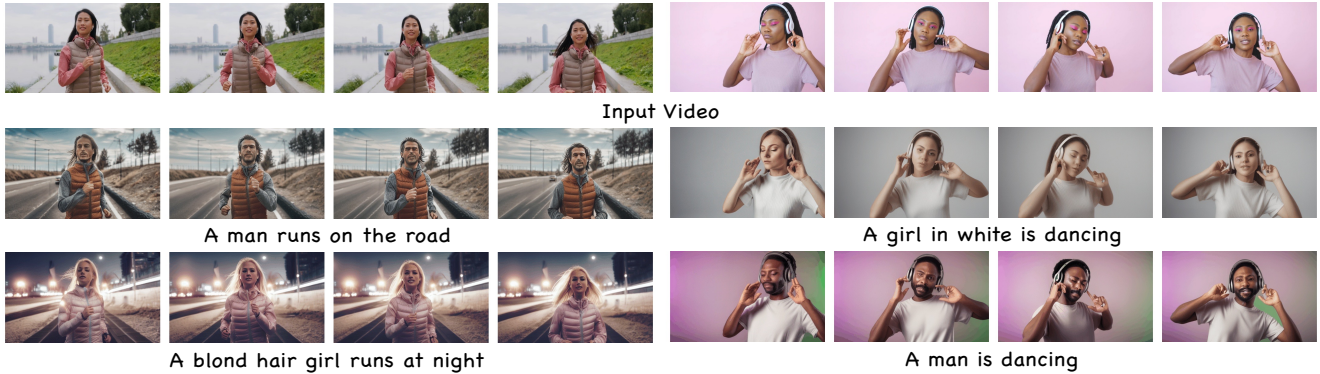 Input Video
A man runs on the road
A girl in white is dancing
A blond hair girl runs at night
A man is dancing